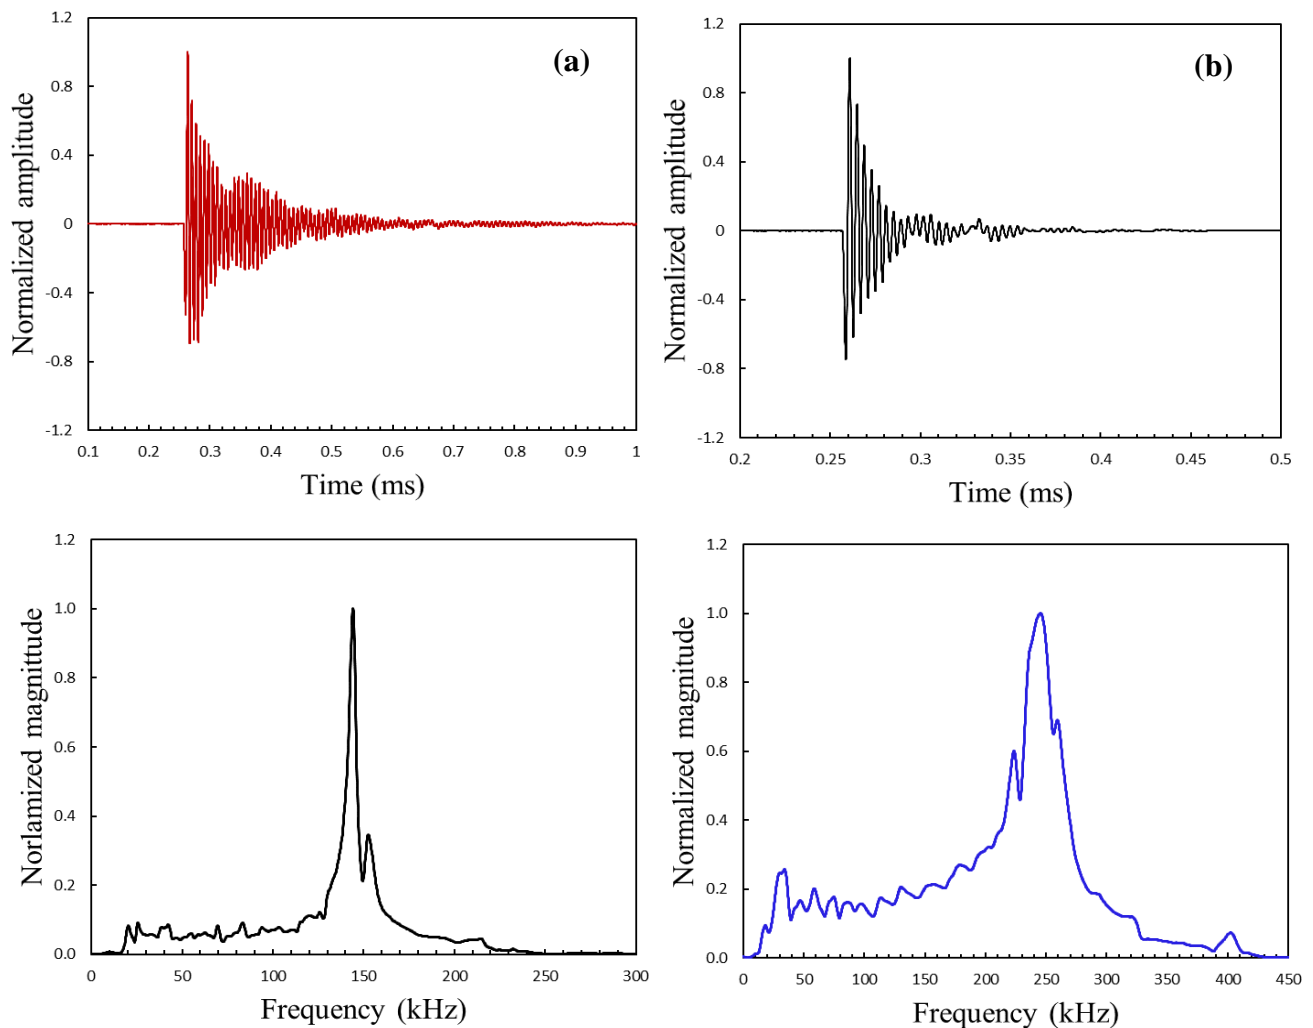 (a)
Normalized amplitude
1.2
0.8
0.4
0
-0.4
-0.8
-1.2
0.1 0.2 0.3 0.4 0.5 0.6 0.7 0.8 0.9 1
Time (ms)
(b)
Normalized amplitude
1.2
0.8
0.4
0
-0.4
-0.8
-1.2
0.2 0.25 0.3 0.35 0.4 0.45 0.5
Time (ms)
Norlamized magnittude
1.2
1.0
0.8
0.6
0.4
0.2
0.0
0 50 100 150 200 250 300
Frequency (kHz)
Normalized magnitude
1.2
1.0
0.8
0.6
0.4
0.2
0.0
0 50 100 150 200 250 300 350 400 450
Frequency (kHz)